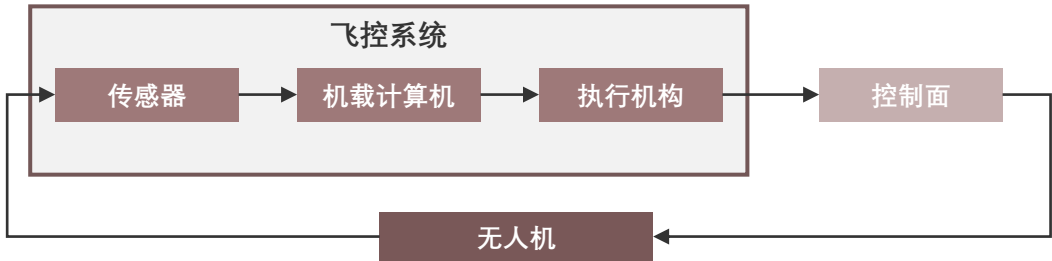 飞控系统
传感器
机载计算机
执行机构
控制面
无人机